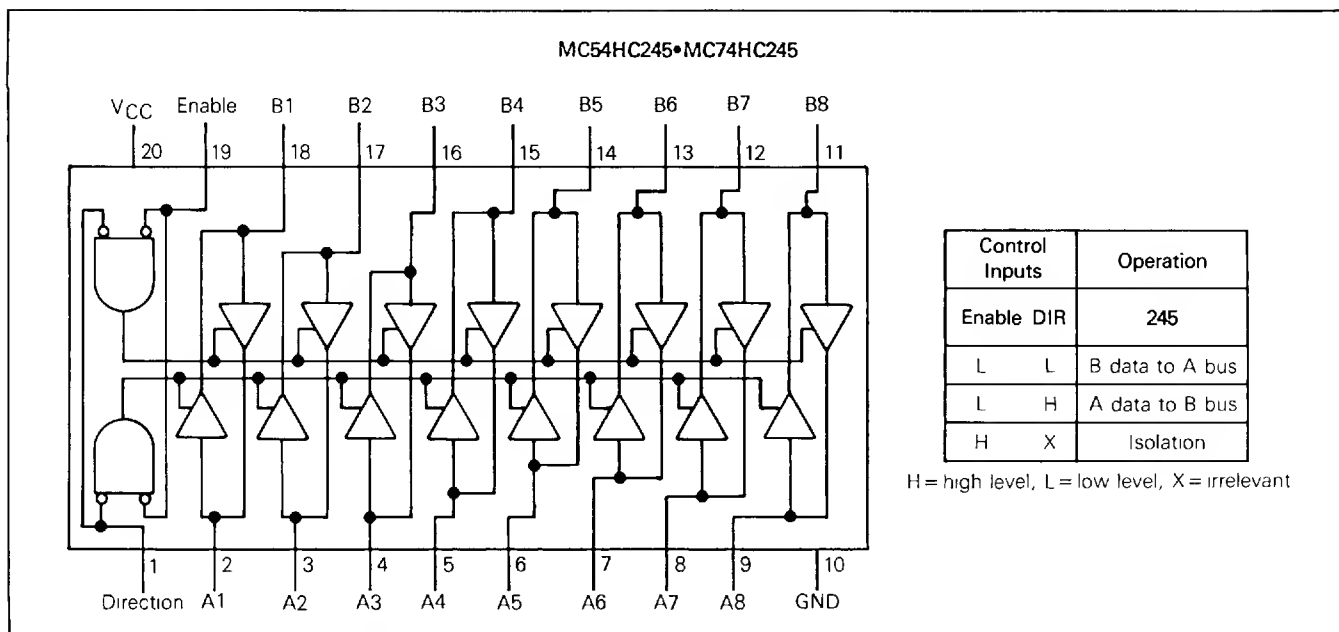 MC54HC245•MC74HC245
VCC Enable B1 B2 B3 B4 B5 B6 B7 B8
20 19 18 17 16 15 14 13 12 11
1 2 3 4 5 6 7 8 9 10
Direction A1 A2 A3 A4 A5 A6 A7 A8 GND
Control Inputs Operation
Enable DIR 245
L L B data to A bus
L H A data to B bus
H X Isolation
H = high level, L = low level, X = irrelevant